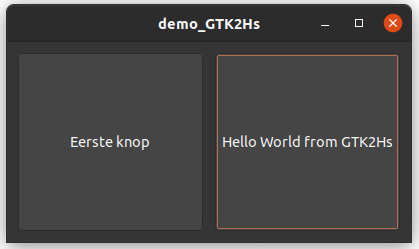 demo_GTK2Hs
Eerste knop
Hello World from GTK2Hs